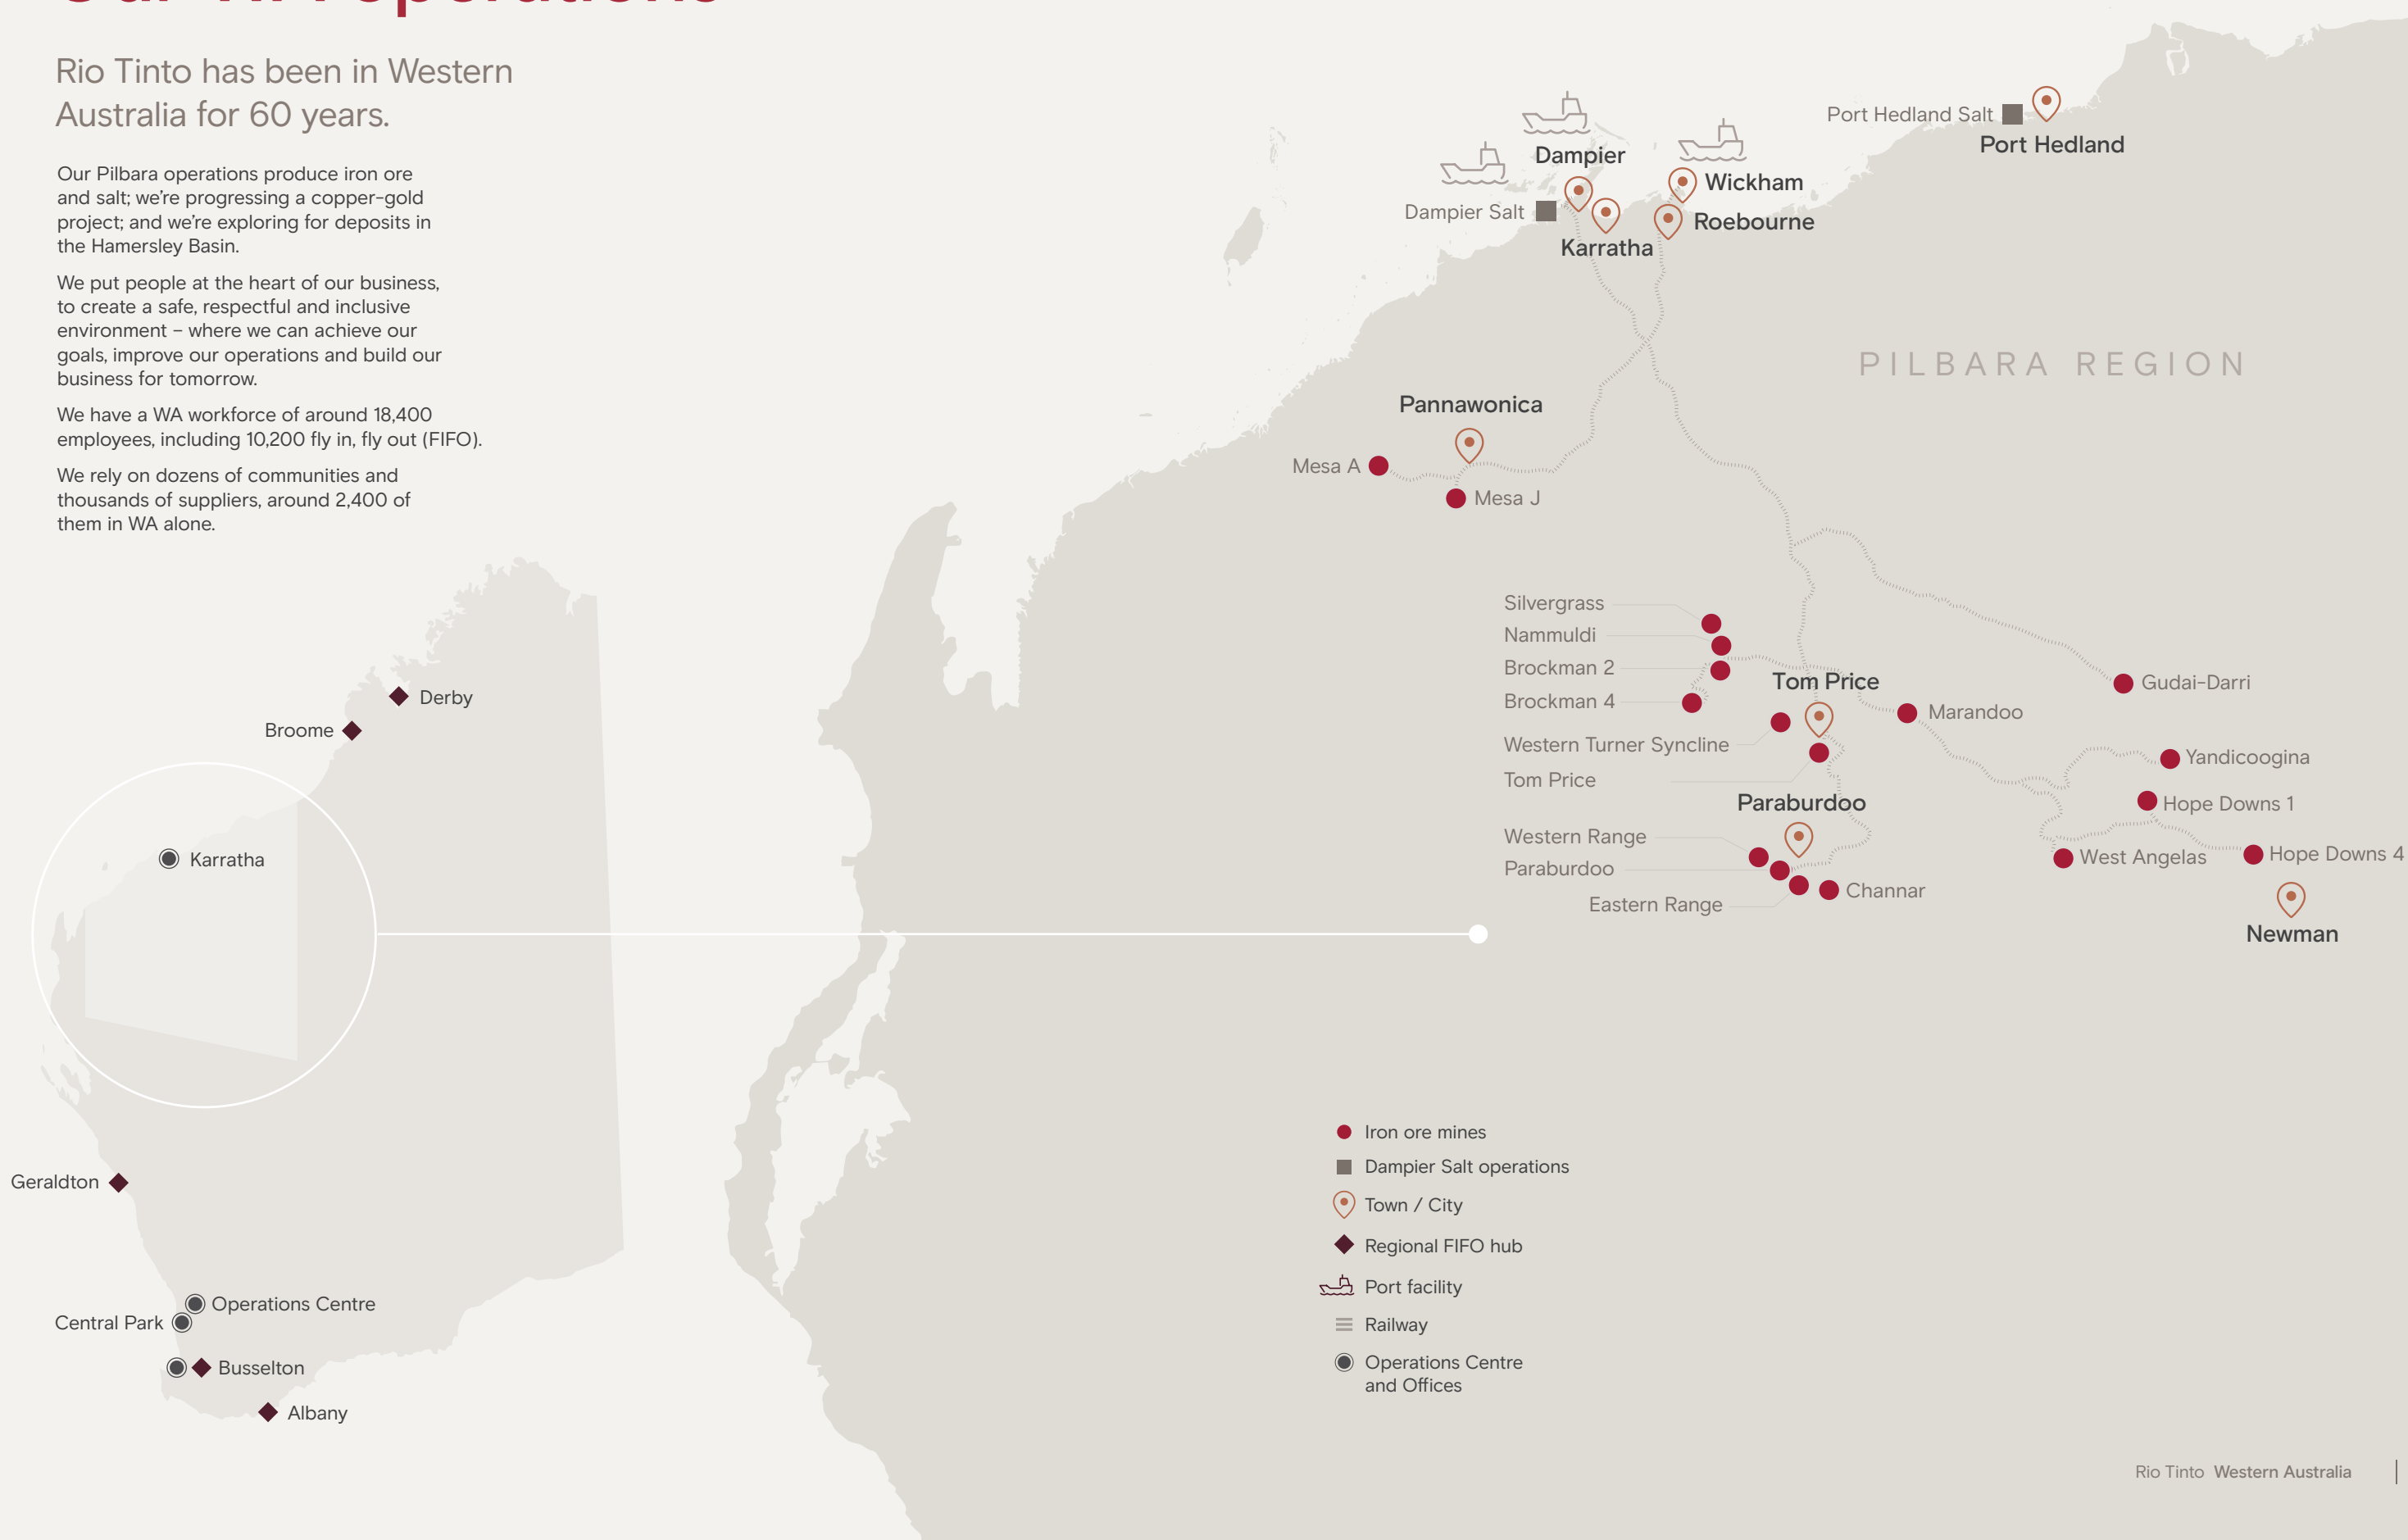 Our WA operations
Rio Tinto has been in Western
Australia for 60 years.
Our Pilbara operations produce iron ore
and salt; we’re progressing a copper-gold
project; and we’re exploring for deposits in
the Hamersley Basin.
We put people at the heart of our business,
to create a safe, respectful and inclusive
environment – where we can achieve our
goals, improve our operations and build our
business for tomorrow.
We have a WA workforce of around 18,400
employees, including 10,200 fly in, fly out (FIFO).
We rely on dozens of communities and
thousands of suppliers, around 2,400 of
them in WA alone.
Derby
Broome
Karratha
Geraldton
Operations Centre
Central Park
Busselton
Albany
Port Hedland Salt
Port Hedland
Dampier
Wickham
Dampier Salt
Roebourne
Karratha
PILBARA REGION
Pannawonica
Mesa A
Mesa J
Silvergrass
Nammuldi
Brockman 2
Tom Price
Brockman 4
Gudai-Darri
Marandoo
Western Turner Syncline
Yandicoogina
Tom Price
Paraburdoo
Hope Downs 1
Western Range
West Angelas
Hope Downs 4
Paraburdoo
Channar
Eastern Range
Newman
Iron ore mines
Dampier Salt operations
Town / City
Regional FIFO hub
Port facility
Railway
Operations Centre
and Offices
Rio Tinto Western Australia |